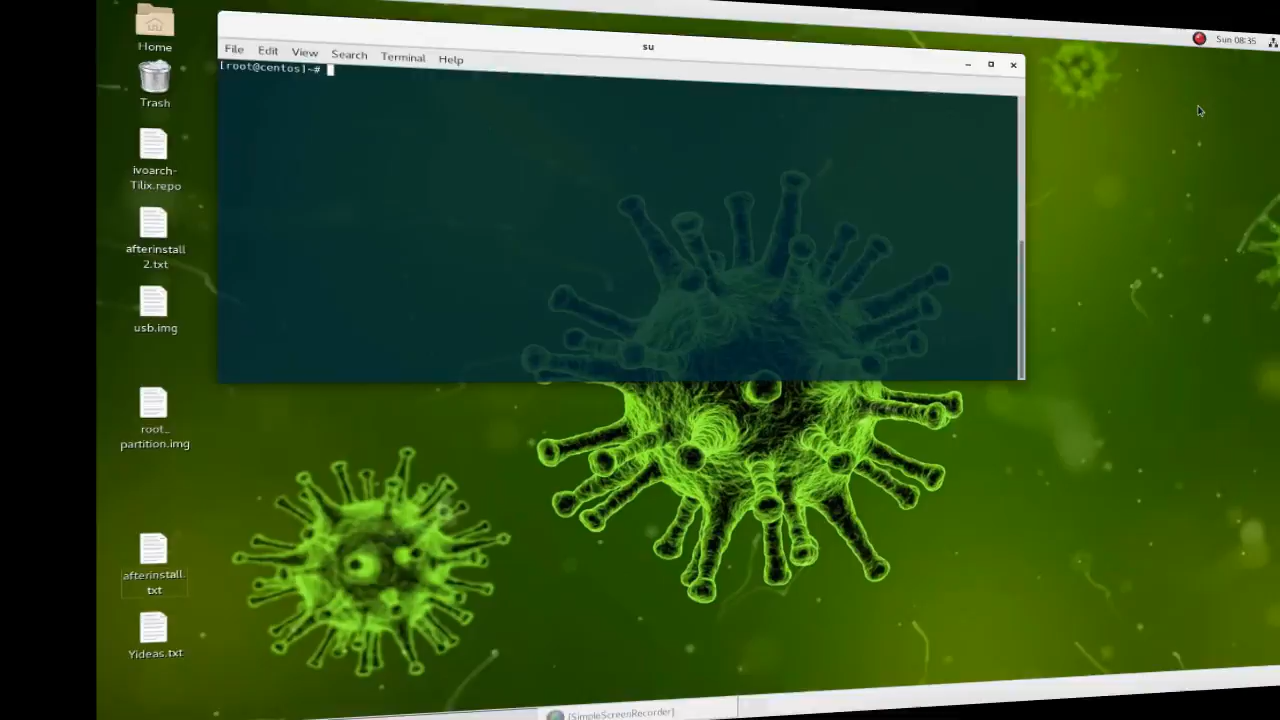 Home
Trash
ivoarch-
Tilix.repo
afterinstall
2.txt
usb.img
root_
partition.img
afterinstall.
txt
Yideas.txt
su
File Edit View Search Terminal Help
[root@centos]~#
Sun 08:35
[SimpleScreenRecorder]